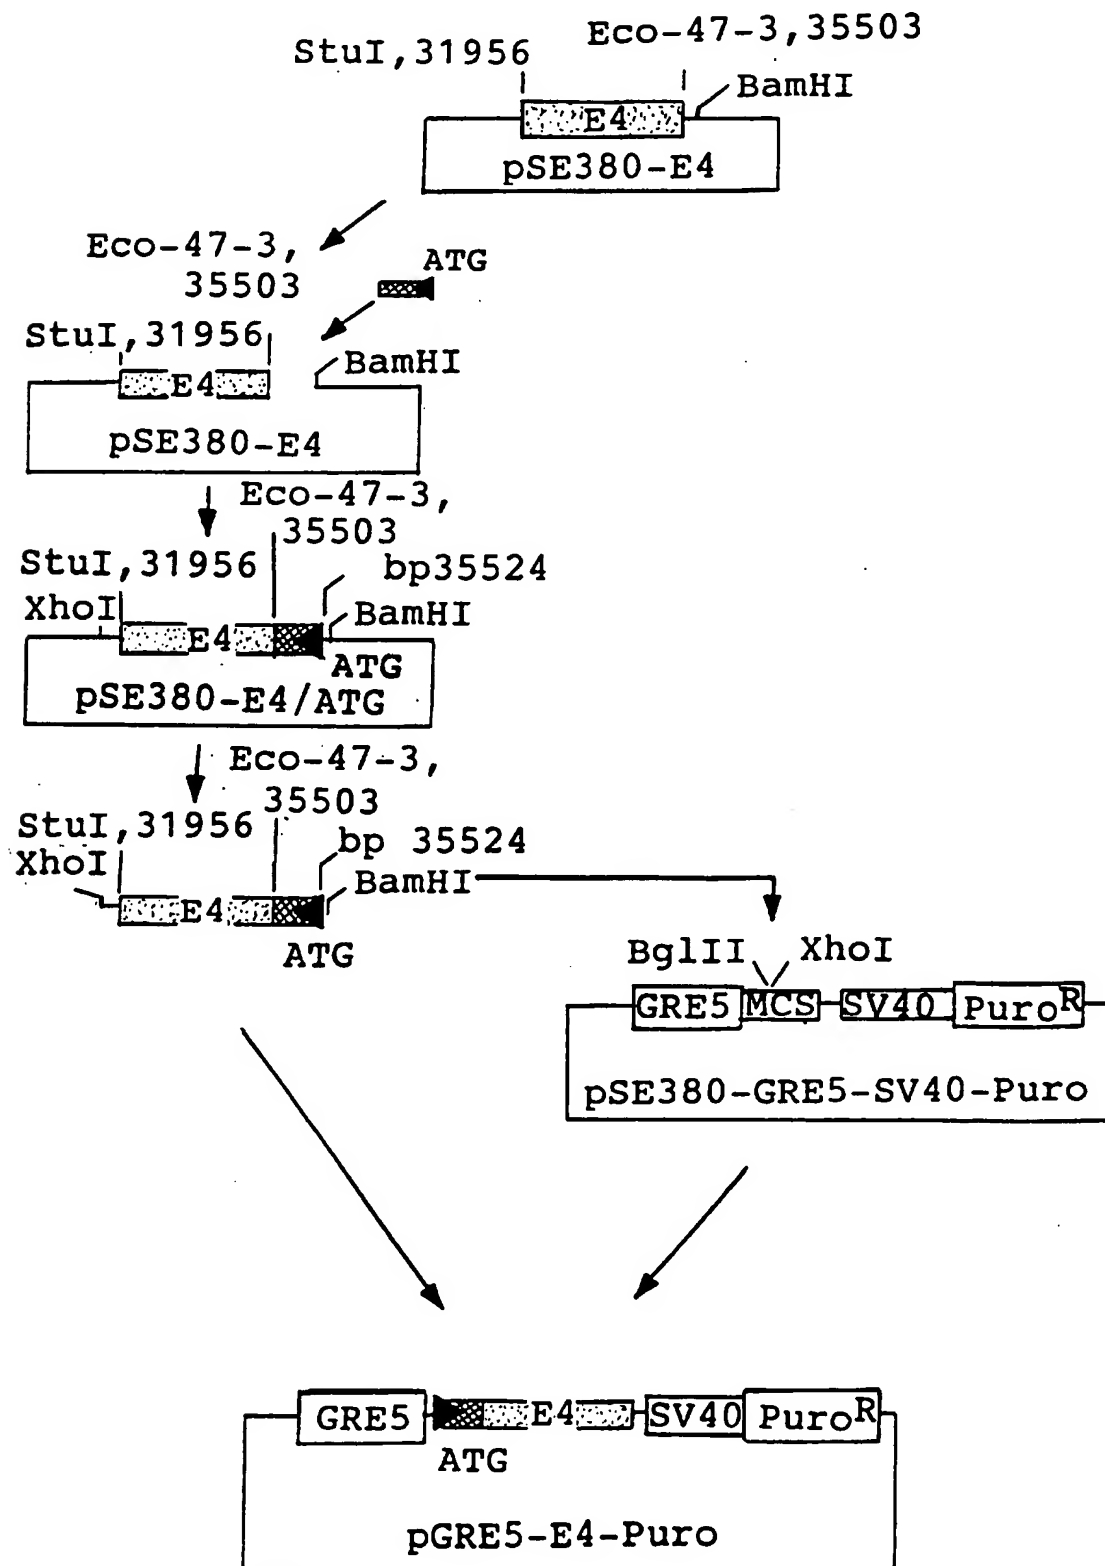 StuI,31956
Eco-47-3,35503
BamHI
E4
pSE380-E4
Eco-47-3,
35503
ATG
StuI,31956
BamHI
E4
pSE380-E4
Eco-47-3,
35503
StuI,31956
bp35524
XhoI
BamHI
E4
ATG
pSE380-E4/ATG
Eco-47-3,
35503
StuI,31956
bp 35524
XhoI
BamHI
E4
ATG
BglII XhoI
GRE5 MCS SV40 PuroR
pSE380-GRE5-SV40-Puro
GRE5 E4 SV40 PuroR
ATG
pGRE5-E4-Puro